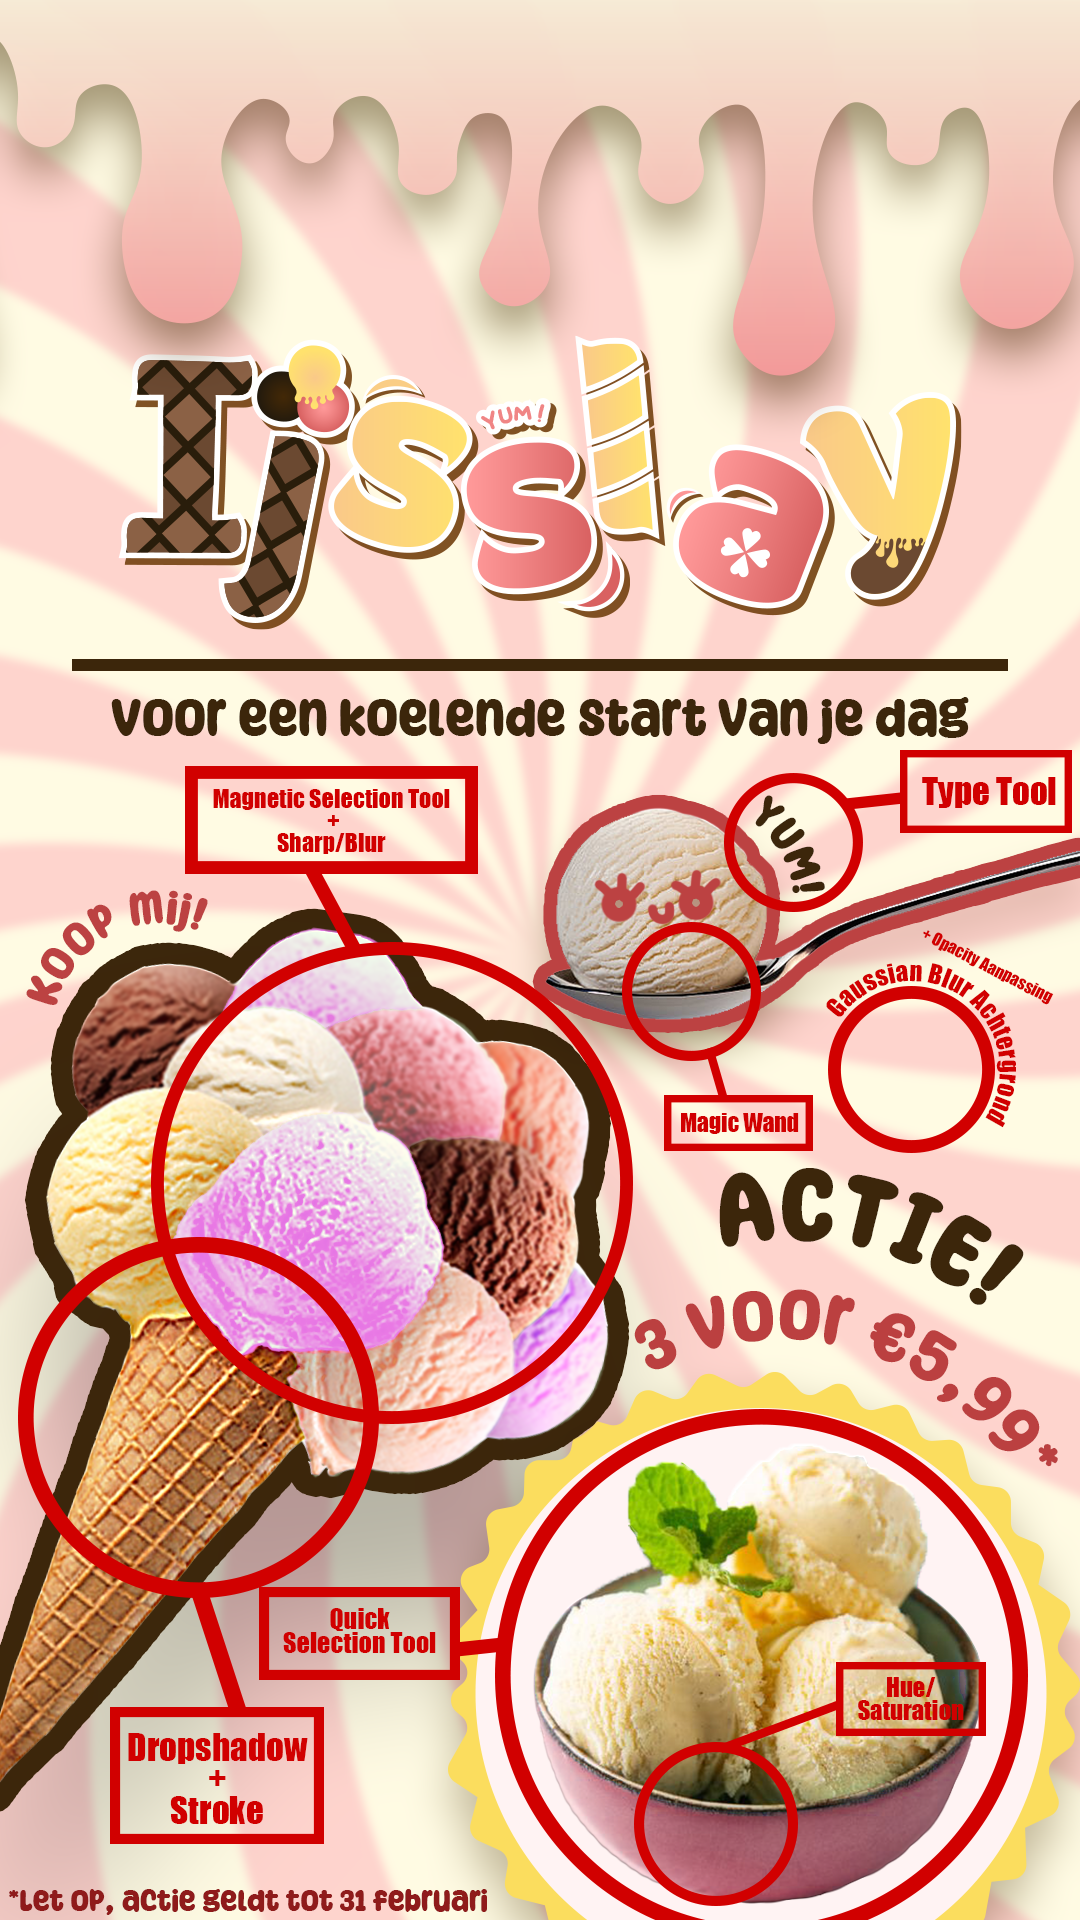 Ijsslay
YUM!
voor een koelende start van je dag
Magnetic Selection Tool
+
Sharp/Blur
Type Tool
YUM!
KOOP Mij!
+ Opacity Aanpassing
Gaussian Blur Achtergrond
Magic Wand
ACTIE!
3 voor €5,99*
Quick
Selection Tool
Hue/
Saturation
Dropshadow
+
Stroke
*Let op, actie geldt tot 31 februari